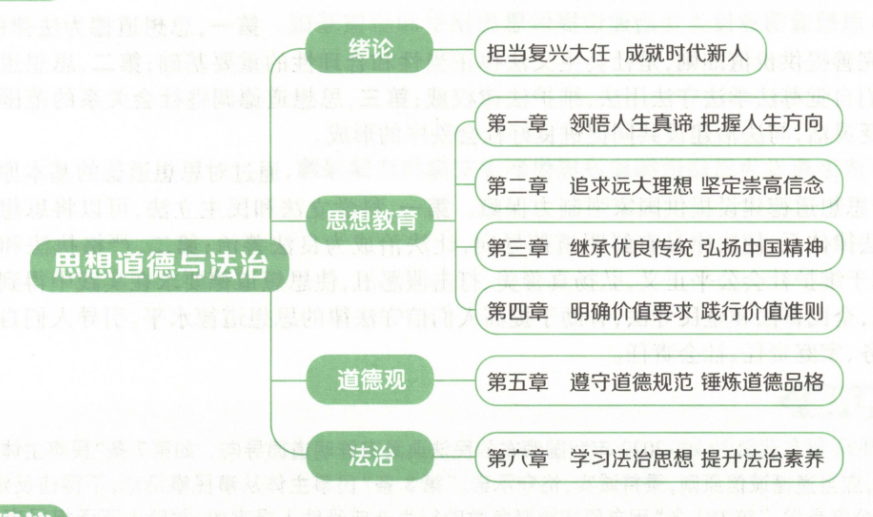 思想道德与法治
绪论
担当复兴大任 成就时代新人
思想教育
第一章 领悟人生真谛 把握人生方向
第二章 追求远大理想 坚定崇高信念
第三章 继承优良传统 弘扬中国精神
第四章 明确价值要求 践行价值准则
道德观
第五章 遵守道德规范 锤炼道德品格
法治
第六章 学习法治思想 提升法治素养